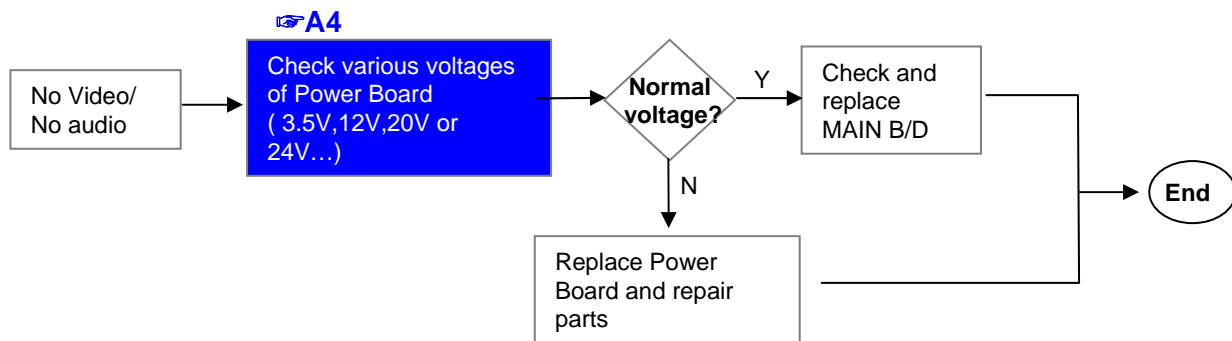 ☞A4
No Video/
No audio
Check various voltages
of Power Board
( 3.5V,12V,20V or
24V…)
Normal
voltage?
Y
Check and
replace
MAIN B/D
N
Replace Power
Board and repair
parts
End